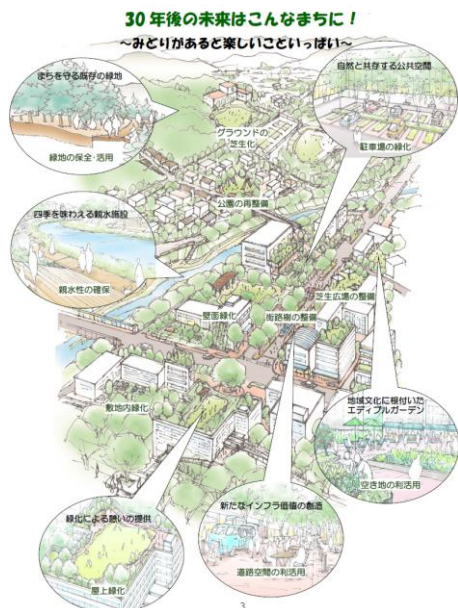 30年後の未来はこんなまちに！
～みどりがあると楽しいこといっぱい～
まちを守る既存の緑地
緑地の保全・活用
自然と共存する公共空間
駐車場の緑化
グラウンドの
芝生化
公園の再整備
四季を味わえる親水施設
親水性の確保
壁面緑化
街路樹の整備
芝生広場の整備
敷地内緑化
地域文化に根付いた
エディブルガーデン
空き地の利活用
緑化による憩いの提供
屋上緑化
新たなインフラ価値の創造
道路空間の利活用
3